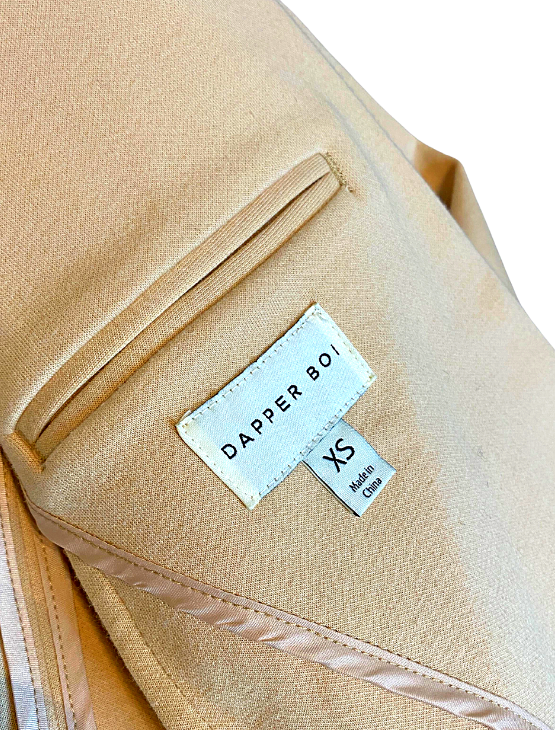 DAPPER BOI
XS
Made in
China